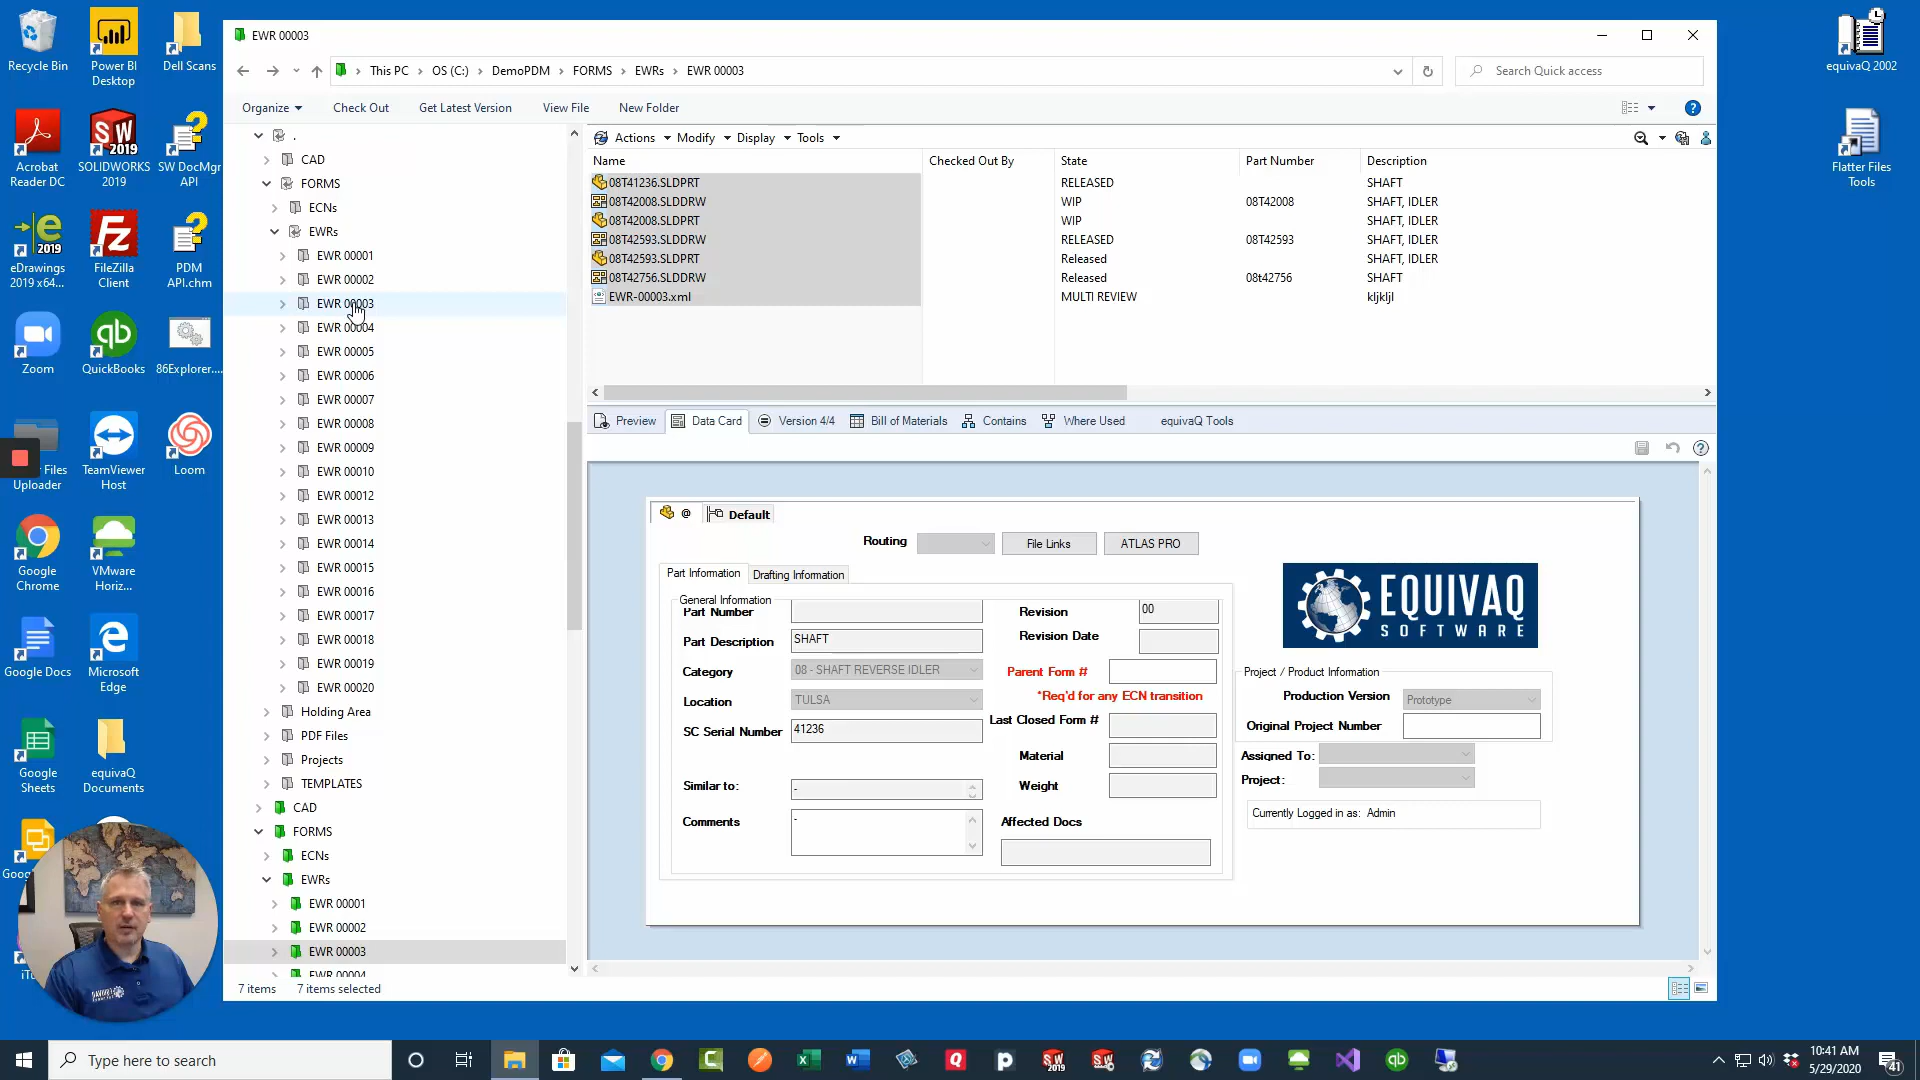 Recycle Bin
Power BI
Desktop
Dell Scans
Acrobat
Reader DC
SOLIDWORKS
2019
SW DocMgr
API
eDrawings
2019 x64...
FileZilla
Client
PDM
API.chm
Zoom
QuickBooks
86Explorer....
Files
Uploader
TeamViewer
Host
Loom
Google
Chrome
VMware
Horiz...
Google Docs
Microsoft
Edge
Google
Sheets
equivaQ
Documents
equivaQ 2002
Flatter Files
Tools
EWR 00003
This PC > OS (C:) > DemoPDM > FORMS > EWRs > EWR 00003
Search Quick access
Organize Check Out Get Latest Version View File New Folder
.
CAD
FORMS
ECNs
EWRs
EWR 00001
EWR 00002
EWR 00003
EWR 00004
EWR 00005
EWR 00006
EWR 00007
EWR 00008
EWR 00009
EWR 00010
EWR 00012
EWR 00013
EWR 00014
EWR 00015
EWR 00016
EWR 00017
EWR 00018
EWR 00019
EWR 00020
Holding Area
PDF Files
Projects
TEMPLATES
CAD
FORMS
ECNs
EWRs
EWR 00001
EWR 00002
EWR 00003
EWR 00004
7 items 7 items selected
Actions Modify Display Tools
Name Checked Out By State Part Number Description
08T41236.SLDPRT RELEASED SHAFT
08T42008.SLDDRW WIP 08T42008 SHAFT, IDLER
08T42008.SLDPRT WIP SHAFT, IDLER
08T42593.SLDDRW RELEASED 08T42593 SHAFT, IDLER
08T42593.SLDPRT Released SHAFT, IDLER
08T42756.SLDDRW Released 08t42756 SHAFT
EWR-00003.xml MULTI REVIEW kljkljl
Preview Data Card Version 4/4 Bill of Materials Contains Where Used equivaQ Tools
@ Default
Routing File Links ATLAS PRO
Part Information Drafting Information
General Information
Part Number
Revision 00
Part Description SHAFT
Revision Date
Category 08 - SHAFT REVERSE IDLER
Parent Form #
*Req'd for any ECN transition
Location TULSA
Last Closed Form #
SC Serial Number 41236
Material
Similar to: -
Weight
Comments -
Affected Docs
EQUIVAQ
SOFTWARE
Project / Product Information
Production Version Prototype
Original Project Number
Assigned To:
Project:
Currently Logged in as: Admin
Type here to search
10:41 AM
5/29/2020
41